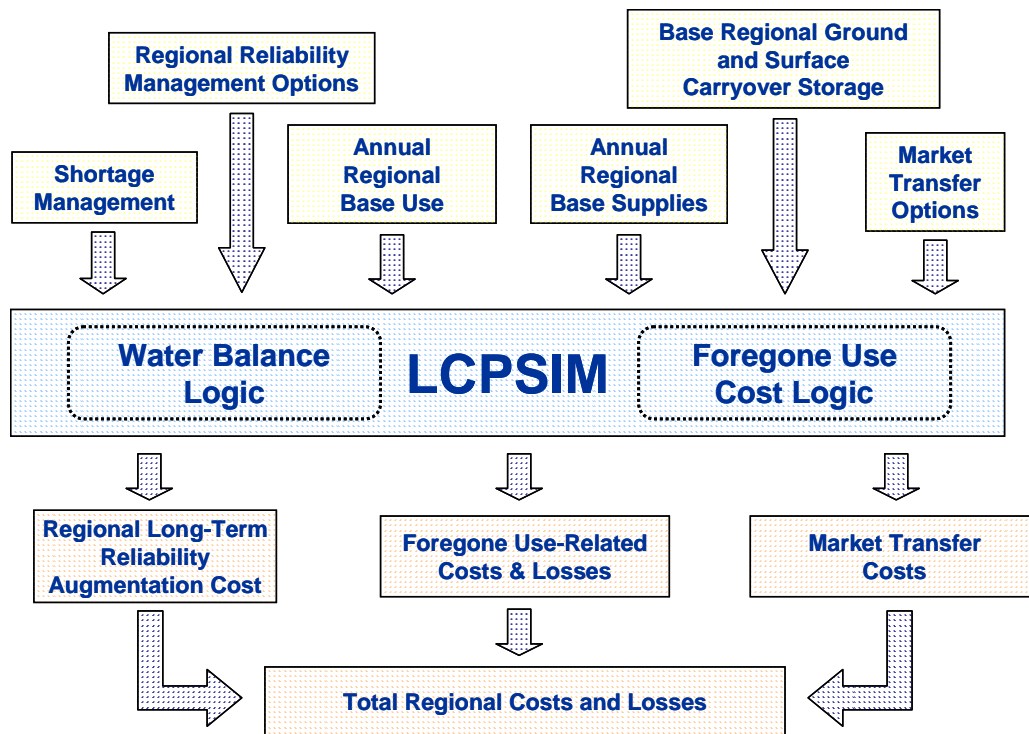 Regional Reliability
Management Options
Base Regional Ground
and Surface
Carryover Storage
Shortage
Management
Annual
Regional
Base Use
Annual
Regional
Base Supplies
Market
Transfer
Options
Water Balance
Logic
LCPSIM
Foregone Use
Cost Logic
Regional Long-Term
Reliability
Augmentation Cost
Foregone Use-Related
Costs & Losses
Market Transfer
Costs
Total Regional Costs and Losses